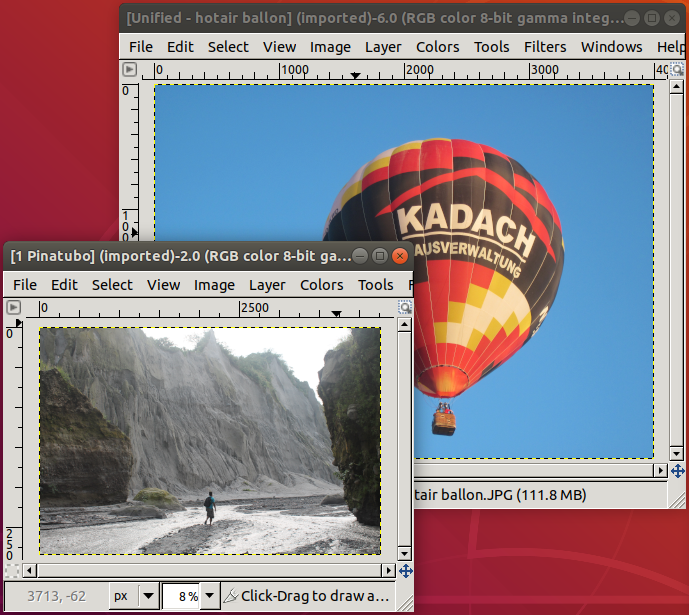 [Unified - hotair ballon] (imported)-6.0 (RGB color 8-bit gamma integ...
File Edit Select View Image Layer Colors Tools Filters Windows Help
0 1000 2000 3000
0
1
0
0
KADACH
AUSVERWALTUNG
[1 Pinatubo] (imported)-2.0 (RGB color 8-bit ga...
File Edit Select View Image Layer Colors Tools
0 2500
0
2
5
0
tair ballon.JPG (111.8 MB)
3713, -62 px 8 % Click-Drag to draw a...